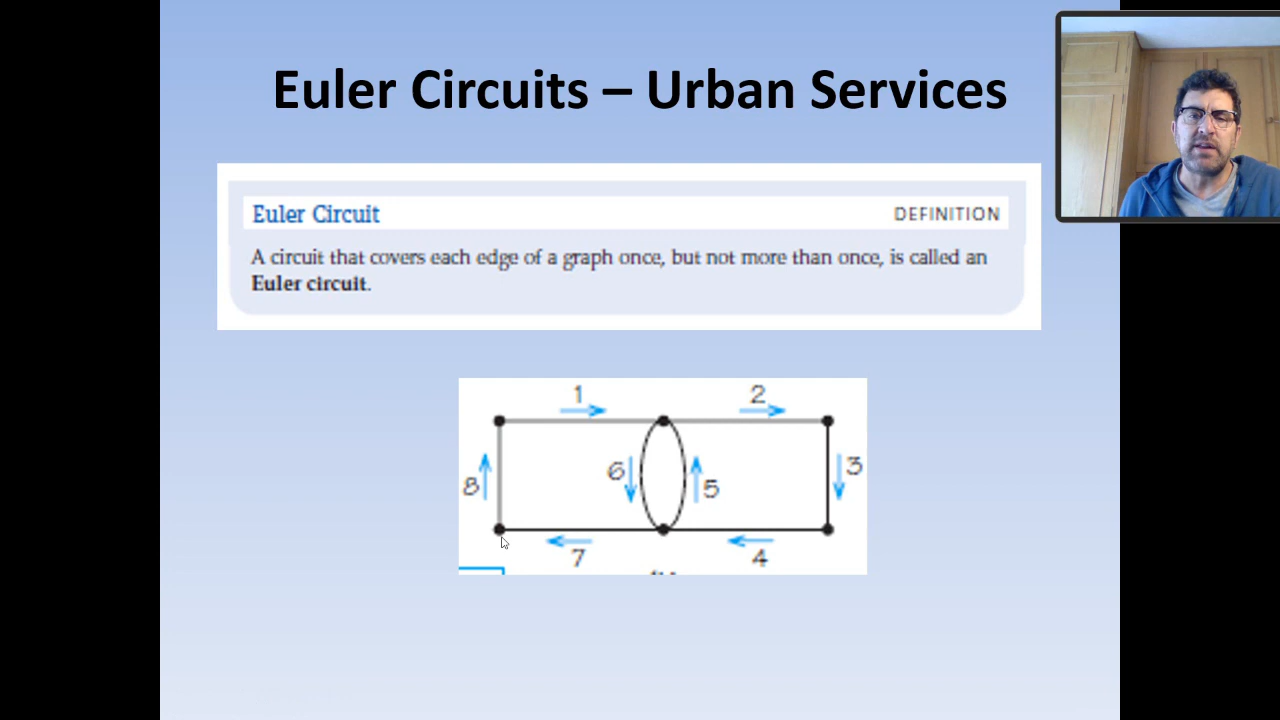 Euler Circuits – Urban Services
Euler Circuit DEFINITION
A circuit that covers each edge of a graph once, but not more than once, is called an
Euler circuit.
1 2
8 6 5 3
7 4